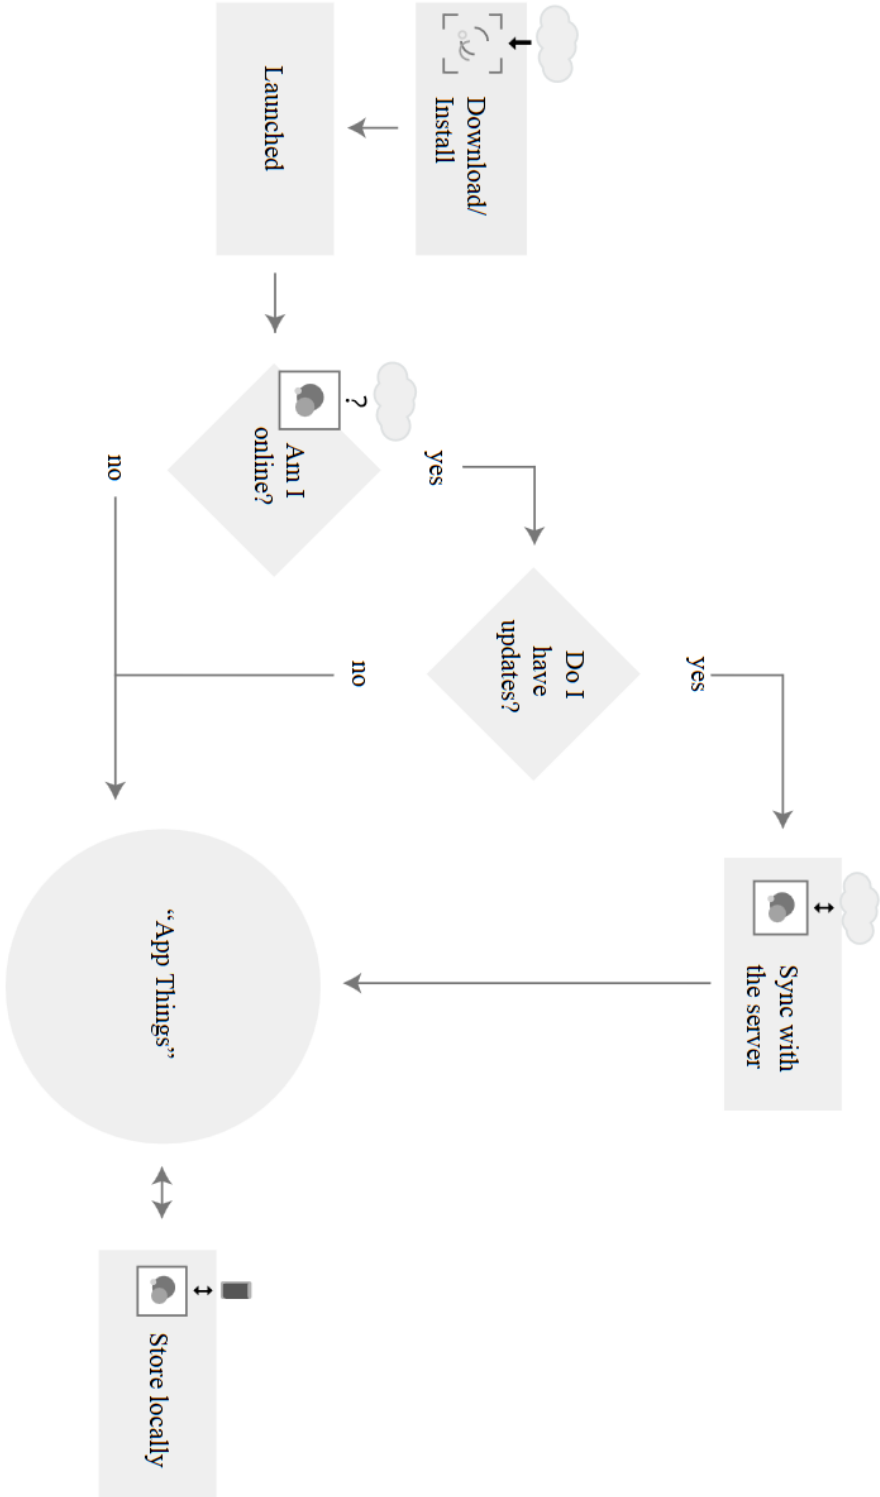 Download/
Install
Launched
?
Am I
online?
yes
no
Do I
have
updates?
yes
no
Sync with
the server
“App Things”
Store locally